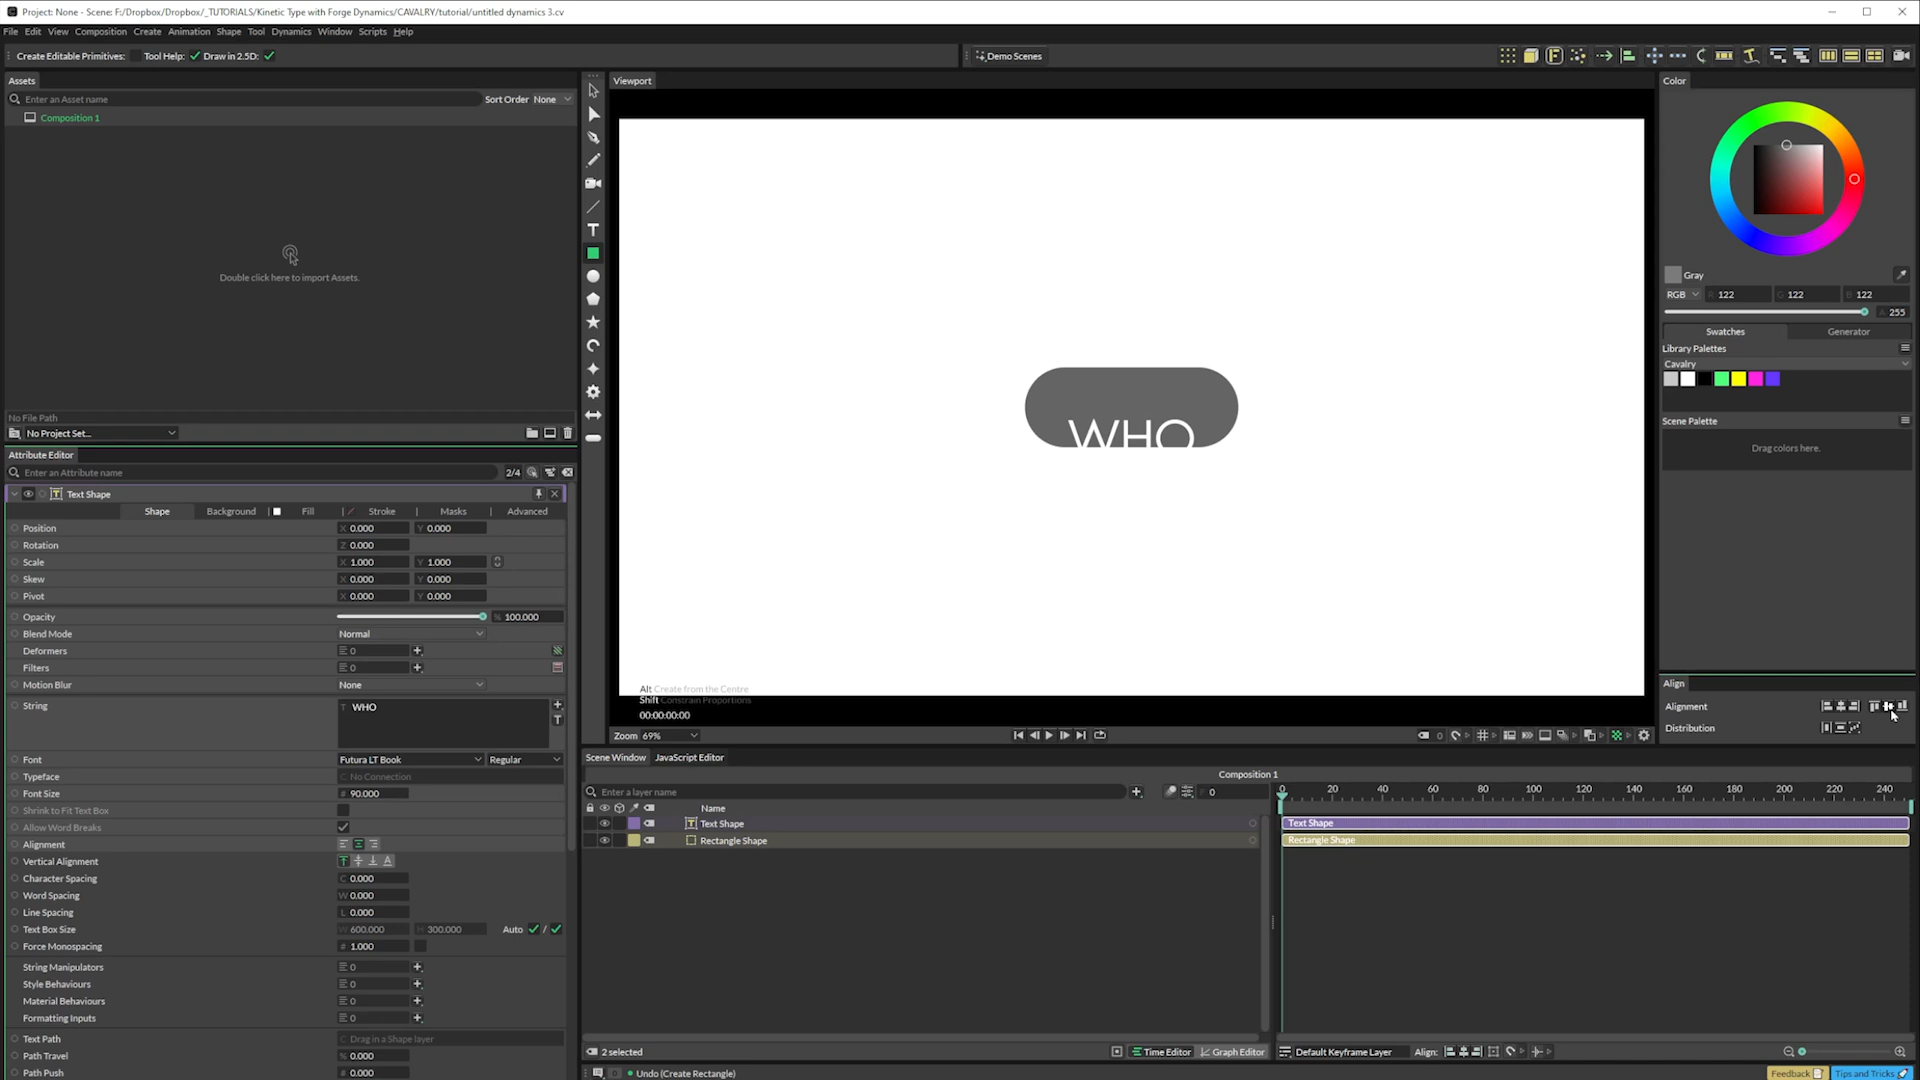 Project: None - Scene: F:/Dropbox/Dropbox/_TUTORIALS/Kinetic Type with Forge Dynamics/CAVALRY/tutorial/untitled dynamics 3.cv
File Edit View Composition Create Animation Shape Tool Dynamics Window Scripts Help
Create Editable Primitives: Tool Help: Draw in 2.5D: Demo Scenes
Assets
Enter an Asset name Sort Order None
Composition 1
Double click here to import Assets.
No File Path
No Project Set...
Attribute Editor
Enter an Attribute name 2/4
Text Shape
Shape Background Fill Stroke Masks Advanced
Position X 0.000 Y 0.000
Rotation Z 0.000
Scale X 1.000 Y 1.000
Skew X 0.000 Y 0.000
Pivot X 0.000 Y 0.000
Opacity % 100.000
Blend Mode Normal
Deformers 0
Filters 0
Motion Blur None
String T WHO
Font Futura LT Book Regular
Typeface C No Connection
Font Size # 90.000
Shrink to Fit Text Box
Allow Word Breaks
Alignment
Vertical Alignment
Character Spacing C 0.000
Word Spacing W 0.000
Line Spacing L 0.000
Text Box Size W 600.000 H 300.000 Auto /
Force Monospacing # 1.000
String Manipulators 0
Style Behaviours 0
Material Behaviours 0
Formatting Inputs 0
Text Path C Drag in a Shape layer
Path Travel % 0.000
Path Push % 0.000
Viewport
WHO
Alt Create from the Centre
Shift Constrain Proportions
00:00:00:00
Zoom 69%
0
Color
Gray
RGB R 122 G 122 B 122
A 255
Swatches Generator
Library Palettes
Cavalry
Scene Palette
Drag colors here.
Align
Alignment
Distribution
Scene Window JavaScript Editor
Composition 1
Enter a layer name 0
0 20 40 60 80 100 120 140 160 180 200 220 240
Name
Text Shape Text Shape
Rectangle Shape Rectangle Shape
2 selected Time Editor Graph Editor Default Keyframe Layer Align:
Undo (Create Rectangle) Feedback Tips and Tricks